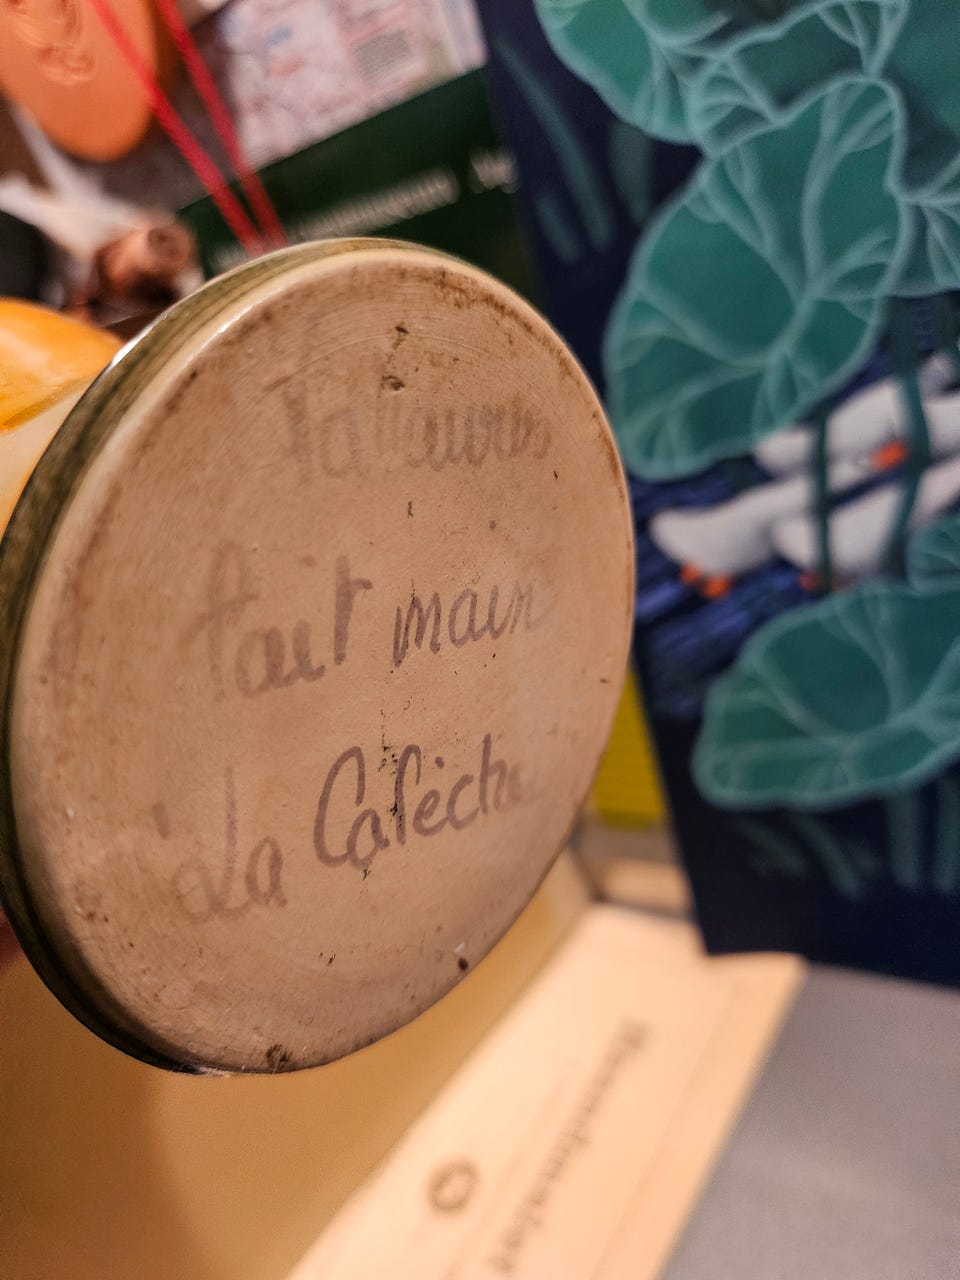 Vallauris
fait main
La Calèche